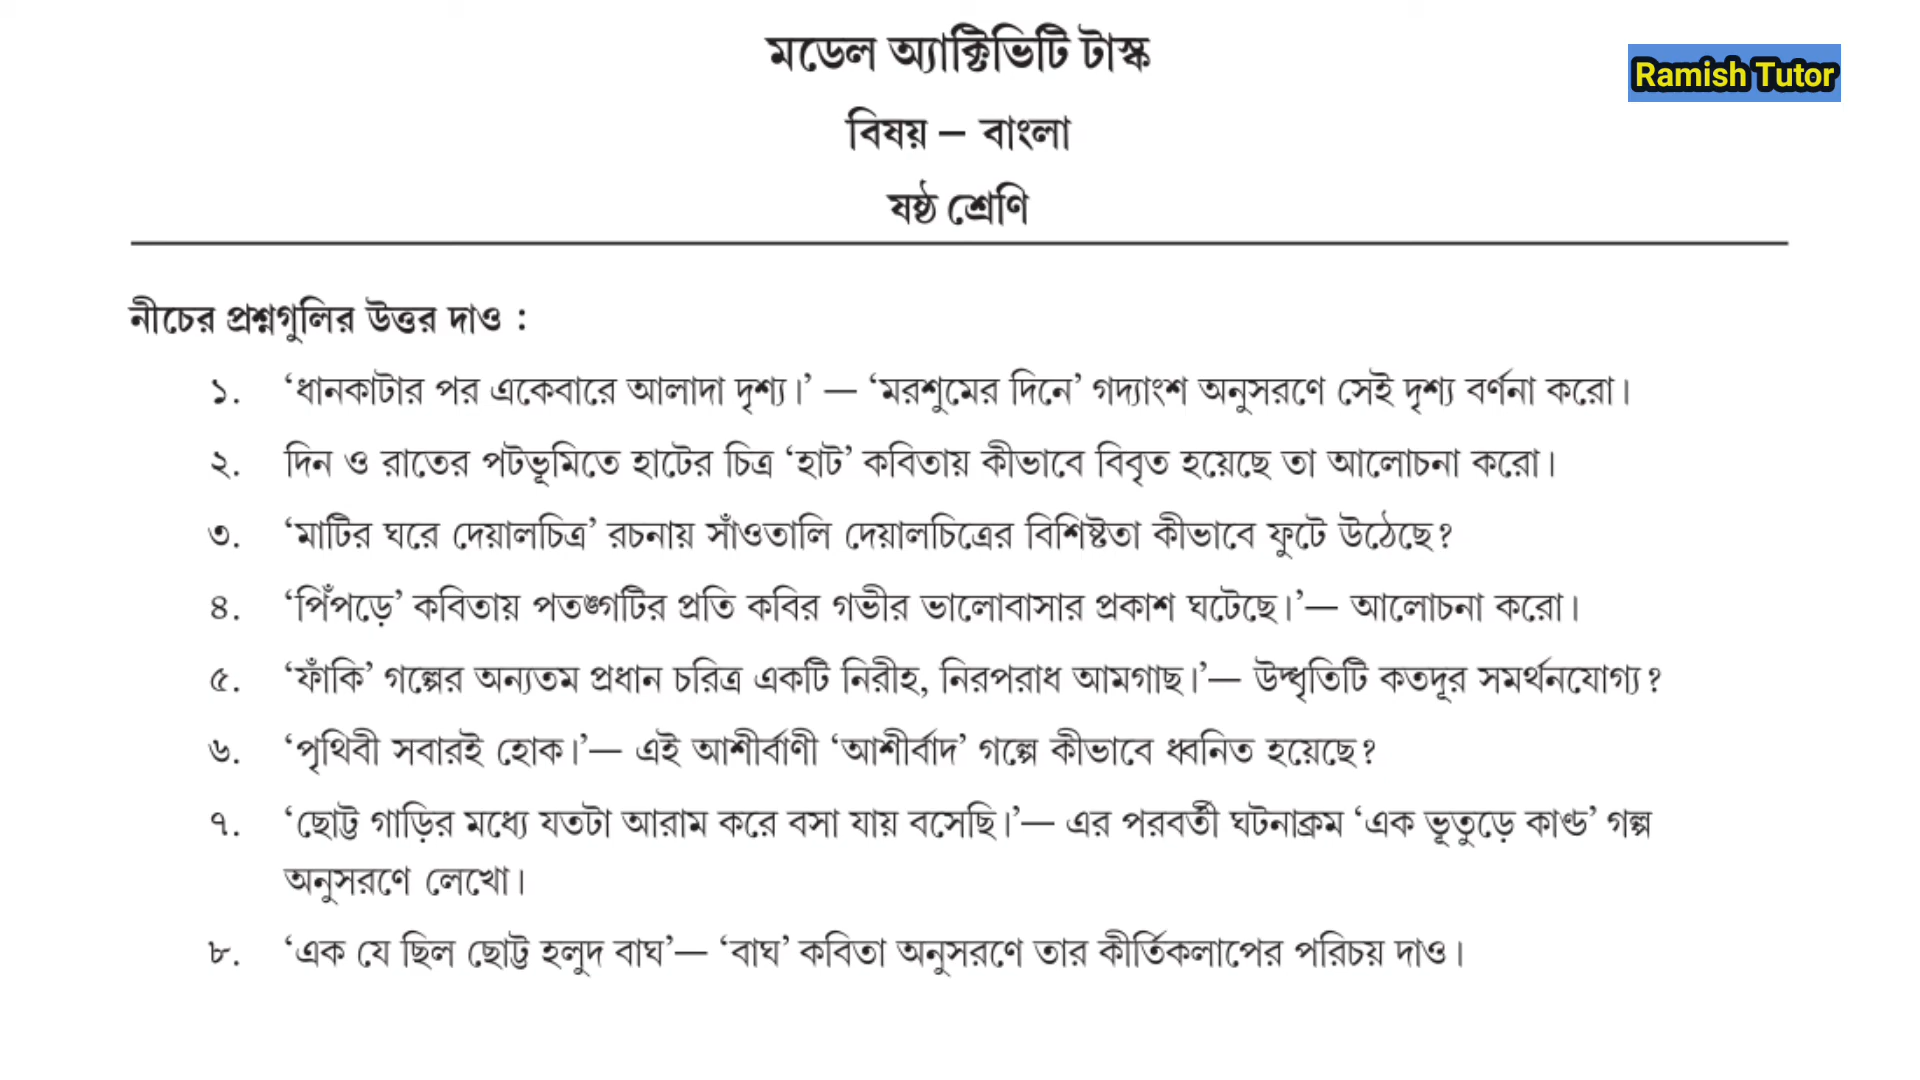 মডেল অ্যাক্টিভিটি টাস্ক
Ramish Tutor
বিষয় – বাংলা
ষষ্ঠ শ্রেণি
নীচের প্রশ্নগুলির উত্তর দাও :
১. ‘ধানকাটার পর একেবারে আলাদা দৃশ্য।’ — ‘মরশুমের দিনে’ গদ্যাংশ অনুসরণে সেই দৃশ্য বর্ণনা করো।
২. দিন ও রাতের পটভূমিতে হাটের চিত্র ‘হাট’ কবিতায় কীভাবে বিবৃত হয়েছে তা আলোচনা করো।
৩. ‘মাটির ঘরে দেয়ালচিত্র’ রচনায় সাঁওতালি দেয়ালচিত্রের বিশিষ্টতা কীভাবে ফুটে উঠেছে?
৪. ‘পিঁপড়ে’ কবিতায় পতঙ্গটির প্রতি কবির গভীর ভালোবাসার প্রকাশ ঘটেছে।’— আলোচনা করো।
৫. ‘ফাঁকি’ গল্পের অন্যতম প্রধান চরিত্র একটি নিরীহ, নিরপরাধ আমগাছ।’— উদ্ধৃতিটি কতদূর সমর্থনযোগ্য?
৬. ‘পৃথিবী সবারই হোক।’— এই আশীর্বাণী ‘আশীর্বাদ’ গল্পে কীভাবে ধ্বনিত হয়েছে?
৭. ‘ছোট্ট গাড়ির মধ্যে যতটা আরাম করে বসা যায় বসেছি।’— এর পরবর্তী ঘটনাক্রম ‘এক ভূতুড়ে কাণ্ড’ গল্প
অনুসরণে লেখো।
৮. ‘এক যে ছিল ছোট্ট হলুদ বাঘ’— ‘বাঘ’ কবিতা অনুসরণে তার কীর্তিকলাপের পরিচয় দাও।